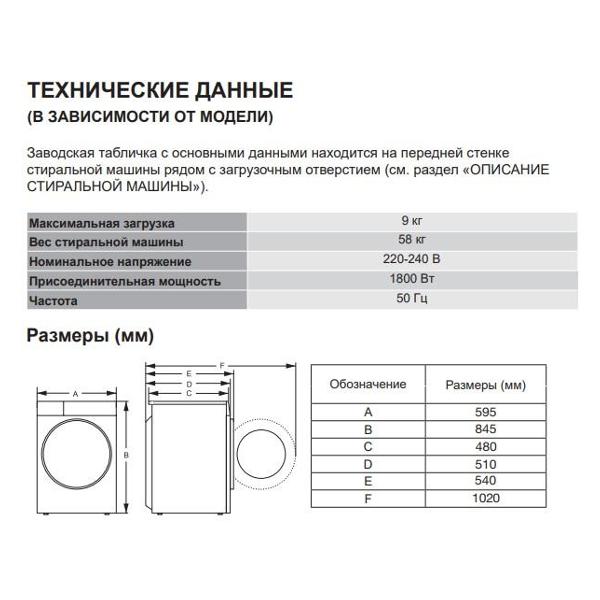 ТЕХНИЧЕСКИЕ ДАННЫЕ
(В ЗАВИСИМОСТИ ОТ МОДЕЛИ)
Заводская табличка с основными данными находится на передней стенке
стиральной машины рядом с загрузочным отверстием (см. раздел «ОПИСАНИЕ
СТИРАЛЬНОЙ МАШИНЫ»).
Максимальная загрузка 9 кг
Вес стиральной машины 58 кг
Номинальное напряжение 220-240 В
Присоединительная мощность 1800 Вт
Частота 50 Гц
Размеры (мм)
F
E
D
C
A
B
Обозначение Размеры (мм)
A 595
B 845
C 480
D 510
E 540
F 1020